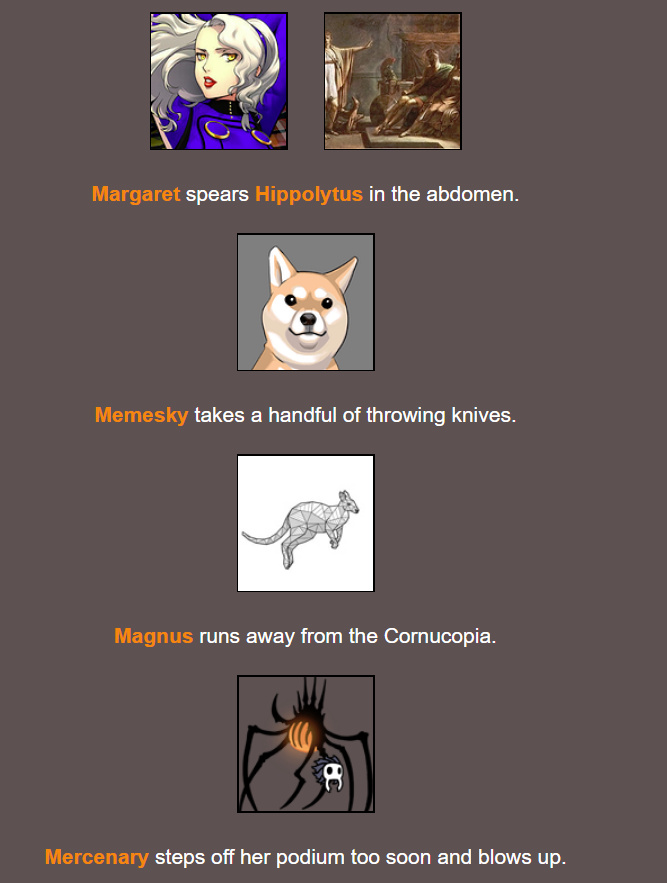 Margaret spears Hippolytus in the abdomen.
Memesky takes a handful of throwing knives.
Magnus runs away from the Cornucopia.
Mercenary steps off her podium too soon and blows up.